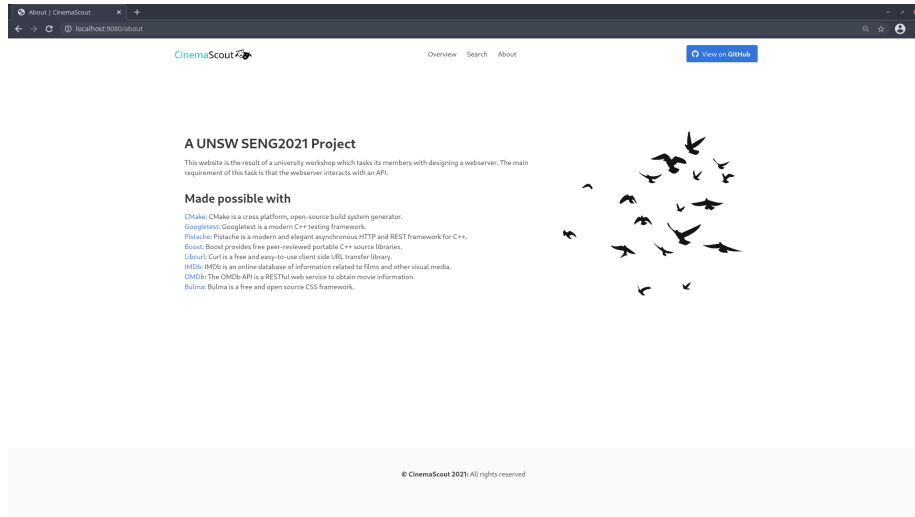 About | CinemaScout
localhost:9080/about
CinemaScout
Overview Search About
View on GitHub
A UNSW SENG2021 Project
This website is the result of a university workshop which tasks its members with designing a webserver. The main
requirement of this task is that the webserver interacts with an API.
Made possible with
CMake: CMake is a cross platform, open-source build system generator.
Googletest: Googletest is a modern C++ testing framework.
Pistache: Pistache is a modern and elegant asynchronous HTTP and REST framework for C++.
Boost: Boost provides free peer-reviewed portable C++ source libraries.
Libcurl: Curl is a free and easy-to-use client side URL transfer library.
IMDb: IMDb is an online database of information related to films and other visual media.
OMDb: The OMDb API is a RESTful web service to obtain movie information.
Bulma: Bulma is a free and open source CSS framework.
© CinemaScout 2021: All rights reserved